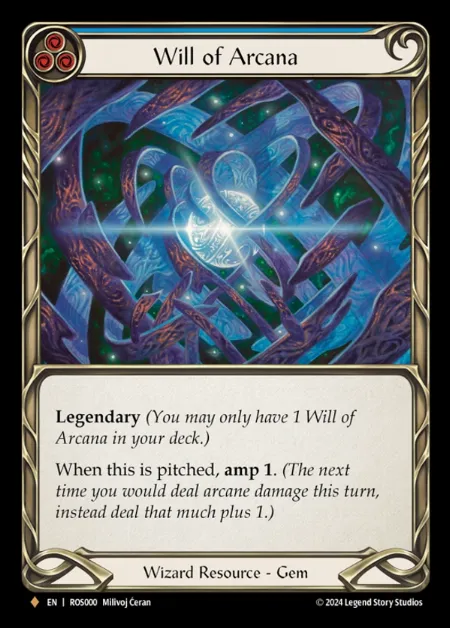 Will of Arcana
Legendary (You may only have 1 Will of
Arcana in your deck.)
When this is pitched, amp 1. (The next
time you would deal arcane damage this turn,
instead deal that much plus 1.)
Wizard Resource - Gem
EN | ROS000 Milivoj Ćeran
© 2024 Legend Story Studios